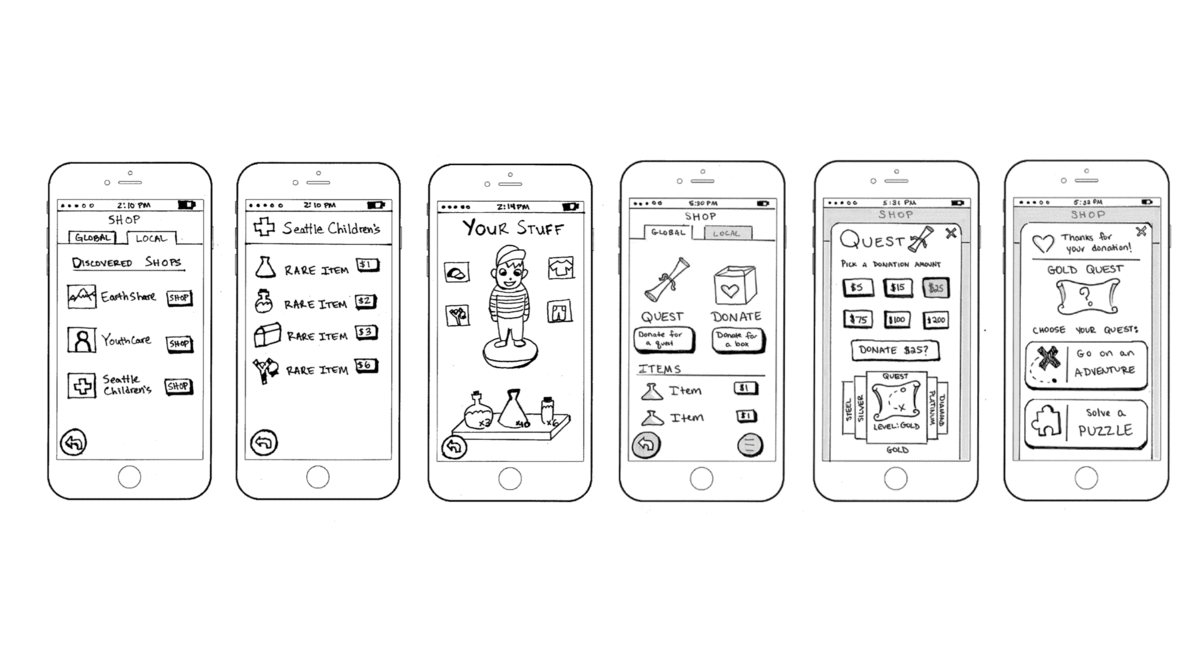 2:10 PM
SHOP
GLOBAL LOCAL
DISCOVERED SHOPS
EarthShare SHOP
YouthCare SHOP
Seattle
Children's SHOP
2:10 PM
Seattle Children's
RARE ITEM $1
RARE ITEM $2
RARE ITEM $3
RARE ITEM $6
2:14 PM
YOUR STUFF
x3 x10 x6
5:30 PM
SHOP
GLOBAL LOCAL
QUEST DONATE
Donate for
a quest
Donate for
a box
ITEMS
Item $1
Item $1
5:31 PM
SHOP
QUEST
PICK A DONATION AMOUNT
$5 $15 $25
$75 $100 $200
DONATE $25?
STEEL SILVER QUEST PLATINUM DIAMOND
LEVEL: GOLD
GOLD
5:32 PM
SHOP
Thanks for
your donation!
GOLD QUEST
?
CHOOSE YOUR QUEST:
GO ON AN
ADVENTURE
Solve a
PUZZLE